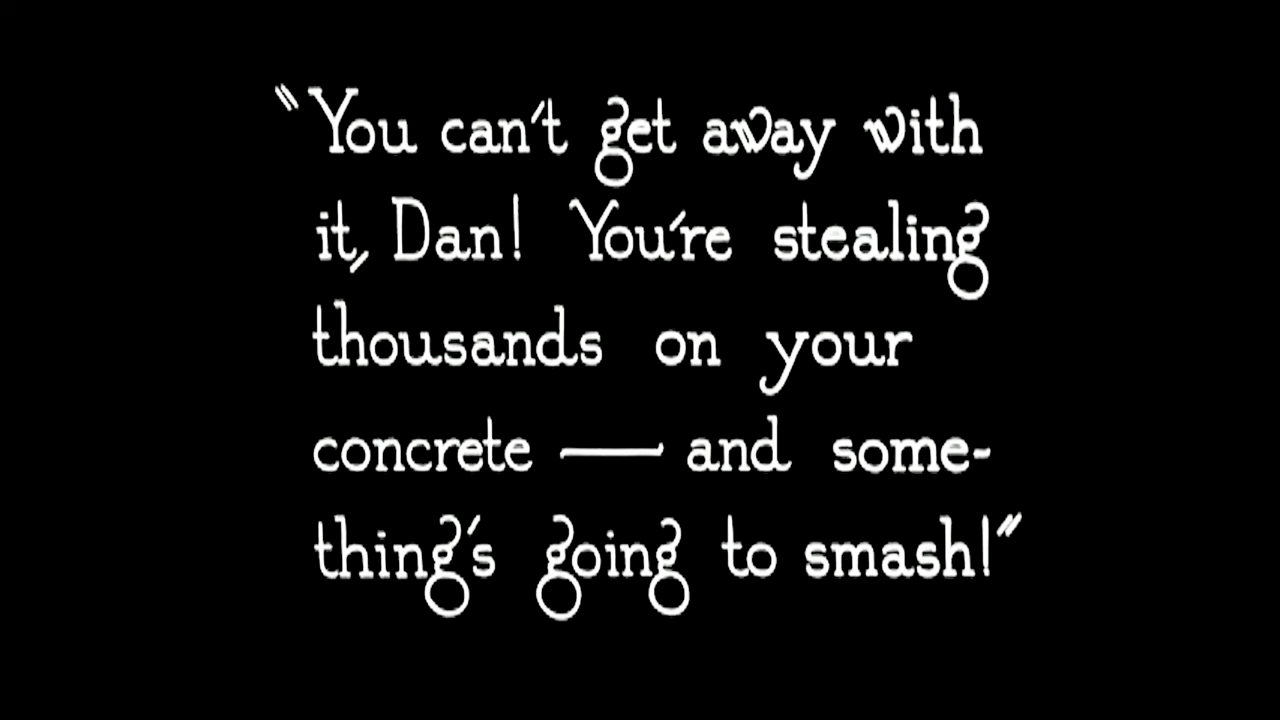 "You can't get away with
it, Dan! You're stealing
thousands on your
concrete — and some-
thing's going to smash!"